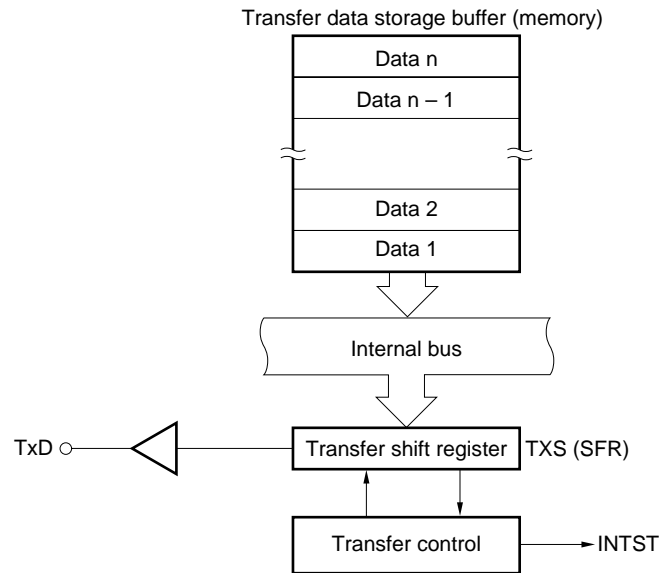 Transfer data storage buffer (memory)
Data n
Data n – 1
Data 2
Data 1
Internal bus
TxD
Transfer shift register
TXS (SFR)
Transfer control
INTST